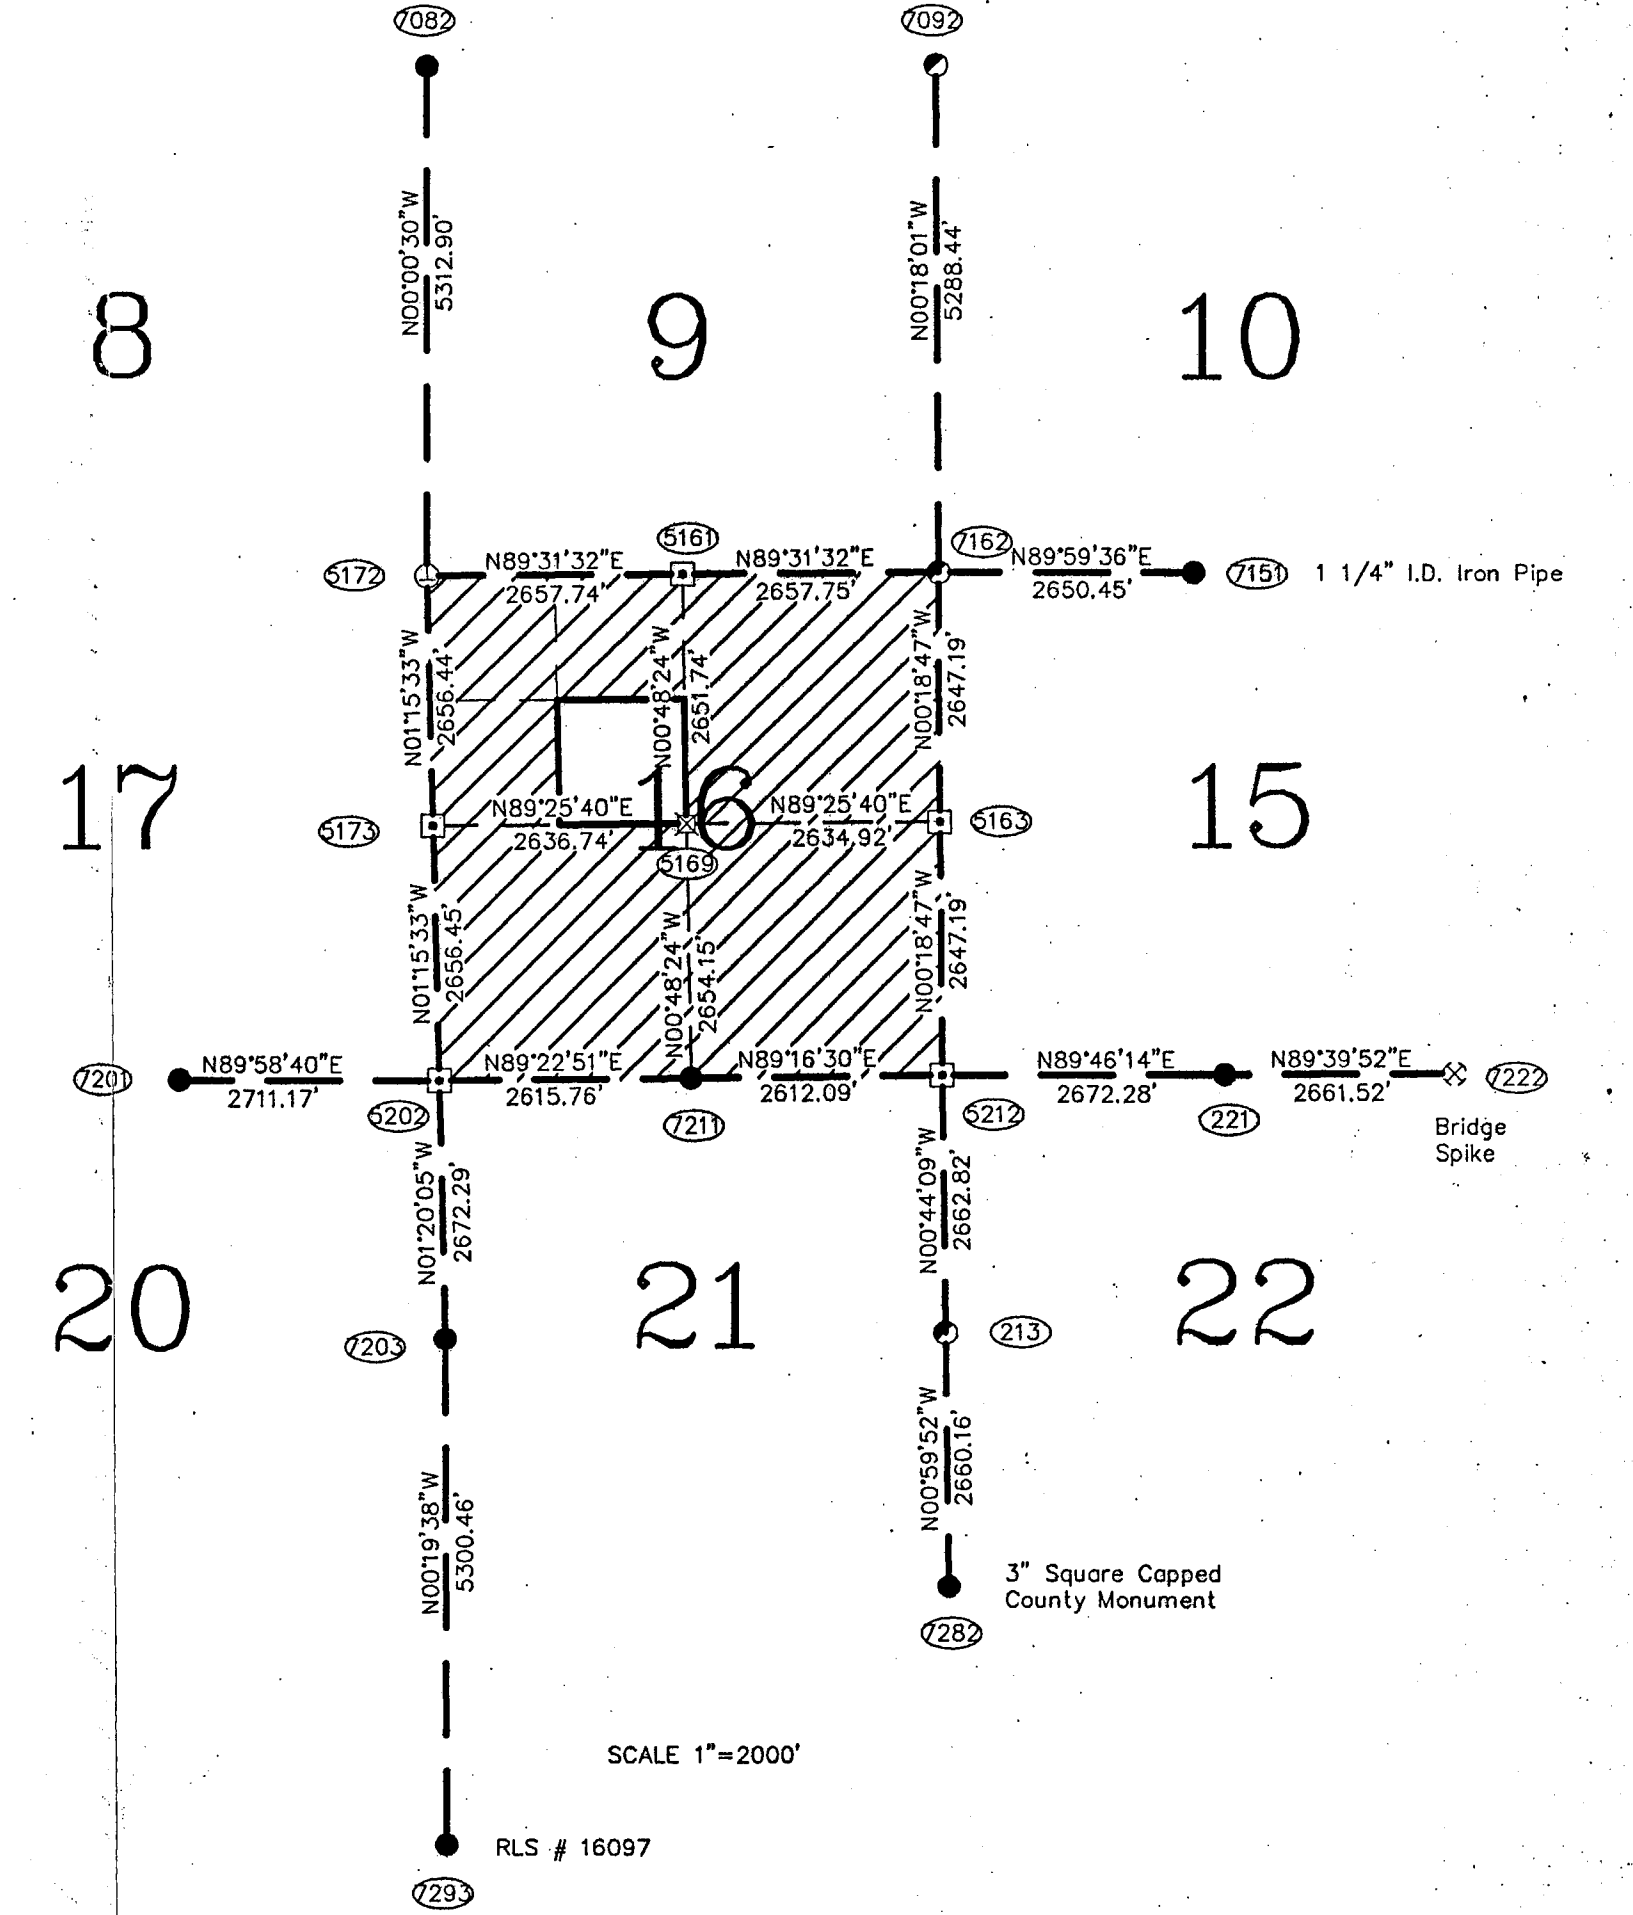 7082
7092
N00°00'30"W
5312.90'
N00°18'01"W
5288.44'
8
9
10
5161
7162
5172
N89°31'32"E
2657.74'
N89°31'32"E
2657.75'
N89°59'36"E
2650.45'
7151
1 1/4" I.D. Iron Pipe
N01°15'33"W
2656.44'
N00°48'24"W
2651.74'
N00°18'47"W
2647.19'
17
16
15
5173
N89°25'40"E
2636.74'
N89°25'40"E
2634.92'
5163
5169
N01°15'33"W
2656.45'
N00°48'24"W
2654.15'
N00°18'47"W
2647.19'
7201
N89°58'40"E
2711.17'
N89°22'51"E
2615.76'
N89°16'30"E
2612.09'
N89°46'14"E
2672.28'
N89°39'52"E
2661.52'
7222
5202
7211
5212
221
Bridge
Spike
N01°20'05"W
2672.29'
N00°44'09"W
2662.82'
20
21
22
7203
213
N00°19'38"W
5300.46'
N00°59'52"W
2660.16'
3" Square Capped
County Monument
7282
SCALE 1"=2000'
RLS # 16097
7293